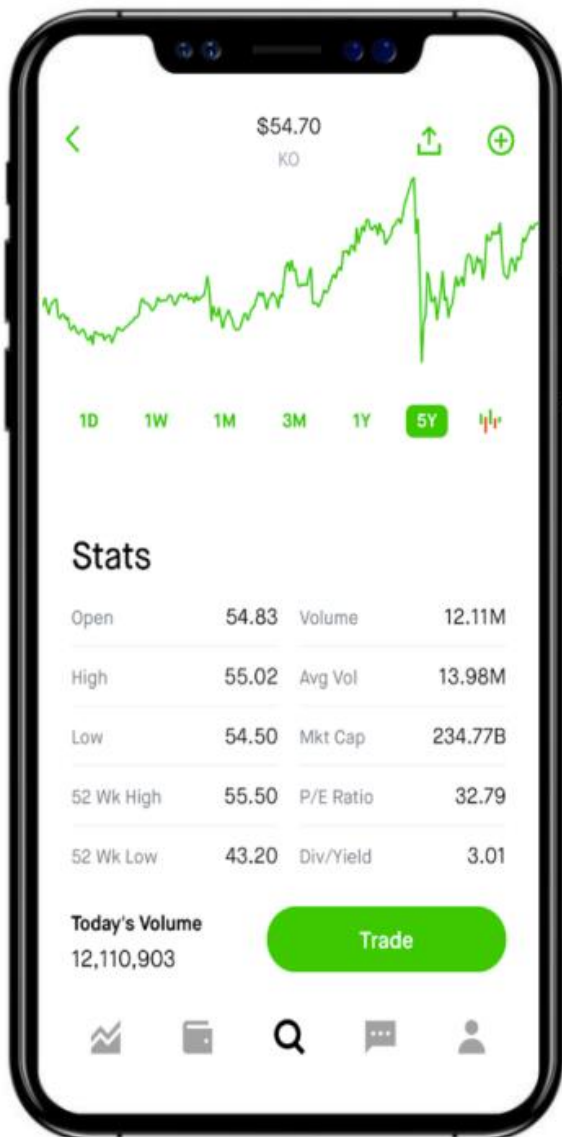 $54.70
KO
1D 1W 1M 3M 1Y 5Y
Stats
Open 54.83 Volume 12.11M
High 55.02 Avg Vol 13.98M
Low 54.50 Mkt Cap 234.77B
52 Wk High 55.50 P/E Ratio 32.79
52 Wk Low 43.20 Div/Yield 3.01
Today's Volume
12,110,903
Trade